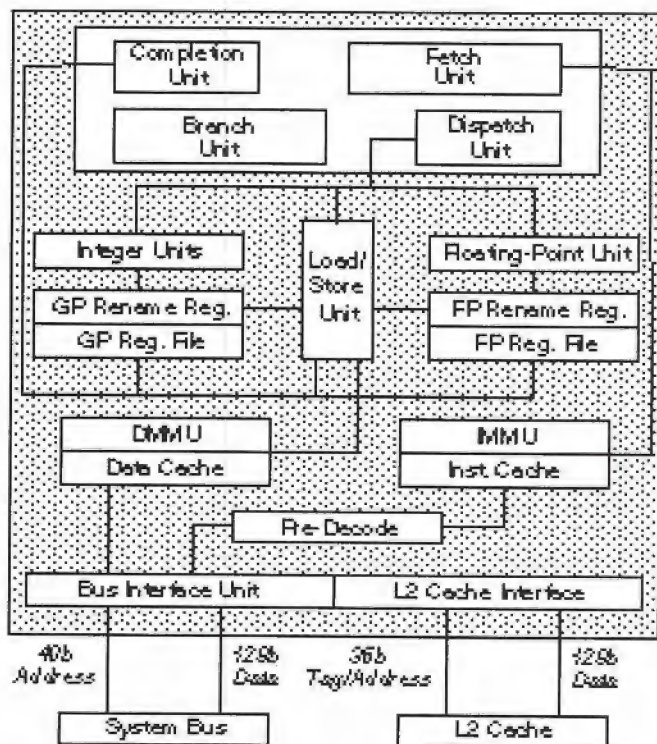 Completion
Unit
Fetch
Unit
Branch
Unit
Dispatch
Unit
Integer Units
Load/
Store
Unit
Floating-Point Unit
GP Rename Reg.
GP Reg. File
FP Rename Reg.
FP Reg. File
DMMU
Data Cache
IMMU
Inst. Cache
Pre-Decode
Bus Interface Unit
L2 Cache Interface
40b
Address
128b
Data
36b
Tag/Address
128b
Data
System Bus
L2 Cache